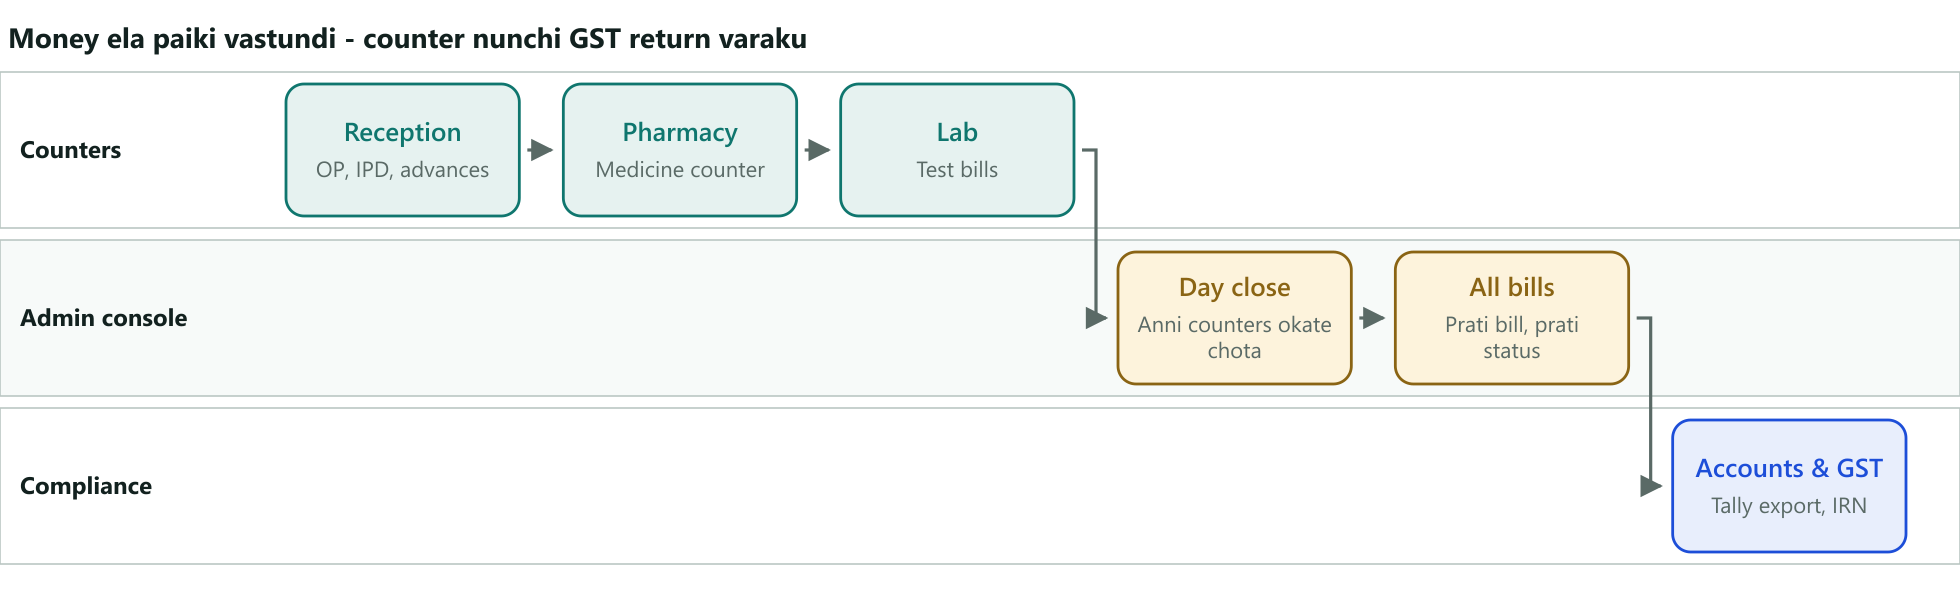 Money ela paiki vastundi - counter nunchi GST return varaku
Counters
Reception
OP, IPD, advances
Pharmacy
Medicine counter
Lab
Test bills
Admin console
Day close
Anni counters okate
chota
All bills
Prati bill, prati
status
Compliance
Accounts & GST
Tally export, IRN